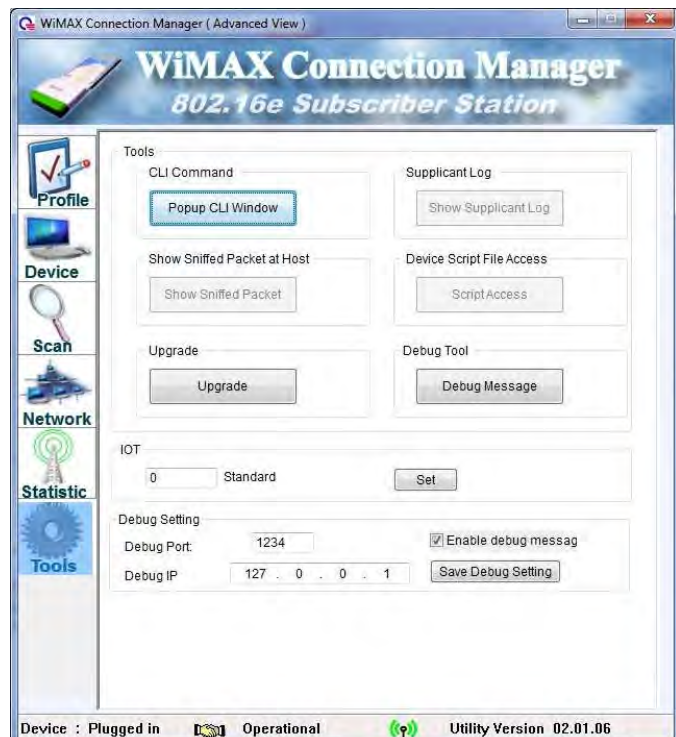 WiMAX Connection Manager ( Advanced View )
WiMAX Connection Manager
802.16e Subscriber Station
Profile
Device
Scan
Network
Statistic
Tools
Tools
CLI Command
Popup CLI Window
Supplicant Log
Show Supplicant Log
Show Sniffed Packet at Host
Show Sniffed Packet
Device Script File Access
Script Access
Upgrade
Upgrade
Debug Tool
Debug Message
IOT
0 Standard Set
Debug Setting
Debug Port: 1234 Enable debug messag
Debug IP 127 . 0 . 0 . 1 Save Debug Setting
Device : Plugged in Operational Utility Version 02.01.06